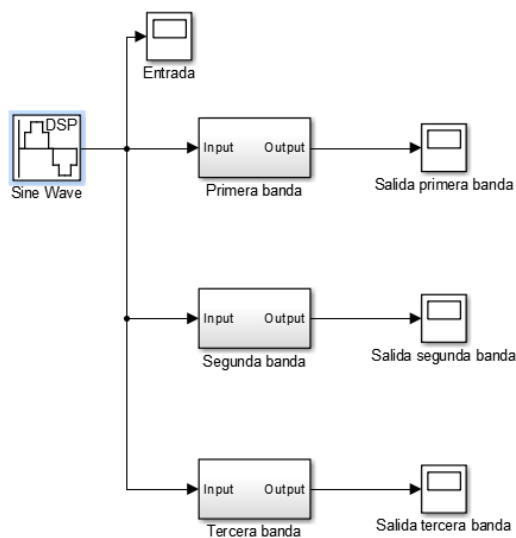 Entrada
DSP
Sine Wave
Input Output
Primera banda
Salida primera banda
Input Output
Segunda banda
Salida segunda banda
Input Output
Tercera banda
Salida tercera banda